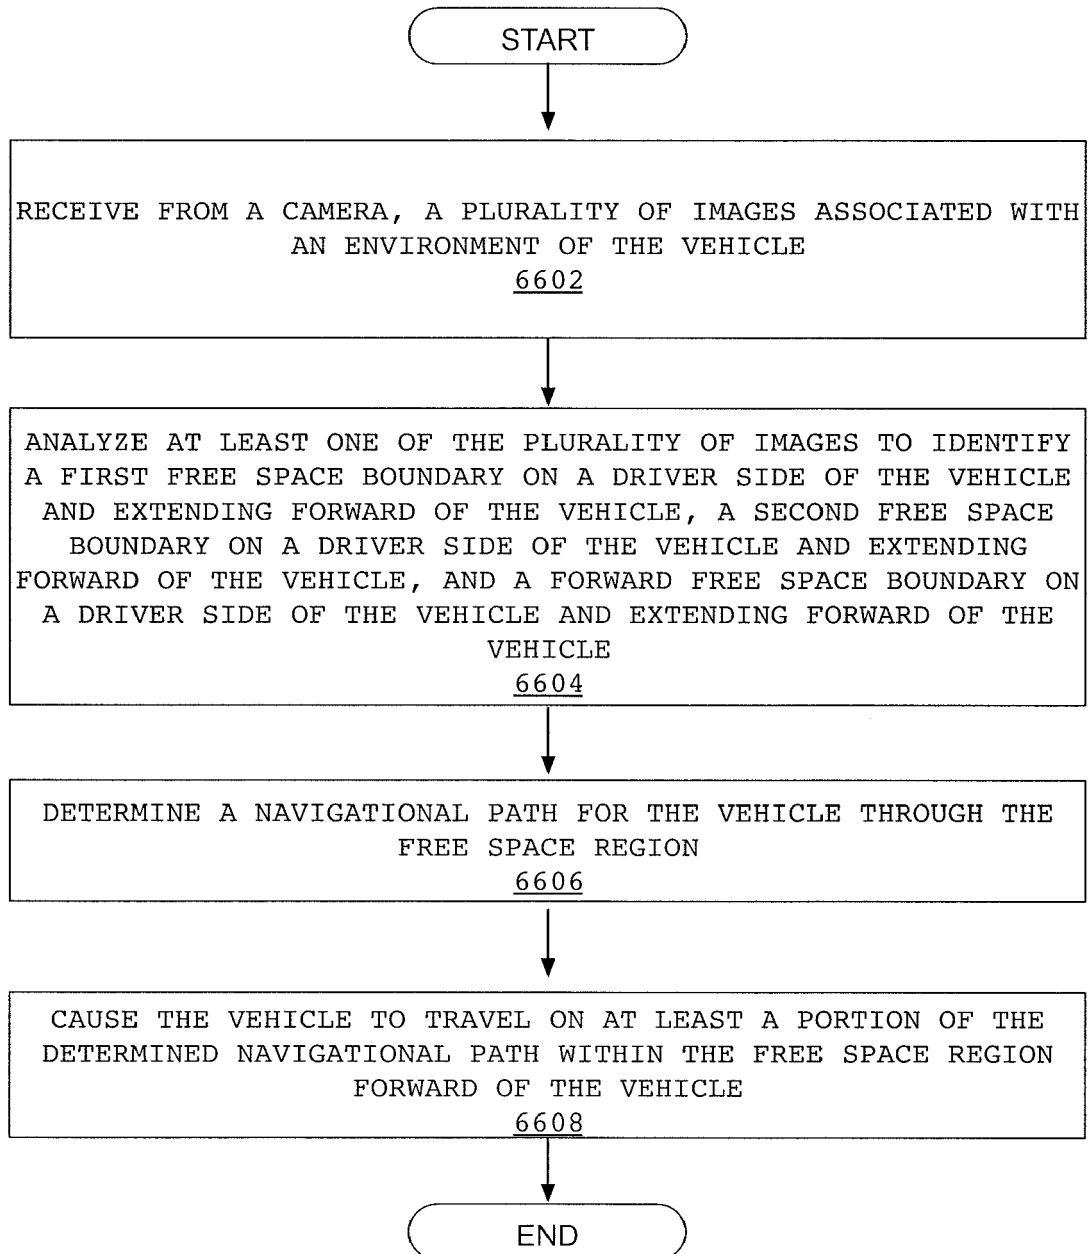 START
RECEIVE FROM A CAMERA, A PLURALITY OF IMAGES ASSOCIATED WITH
AN ENVIRONMENT OF THE VEHICLE
6602
ANALYZE AT LEAST ONE OF THE PLURALITY OF IMAGES TO IDENTIFY
A FIRST FREE SPACE BOUNDARY ON A DRIVER SIDE OF THE VEHICLE
AND EXTENDING FORWARD OF THE VEHICLE, A SECOND FREE SPACE
BOUNDARY ON A DRIVER SIDE OF THE VEHICLE AND EXTENDING
FORWARD OF THE VEHICLE, AND A FORWARD FREE SPACE BOUNDARY ON
A DRIVER SIDE OF THE VEHICLE AND EXTENDING FORWARD OF THE
VEHICLE
6604
DETERMINE A NAVIGATIONAL PATH FOR THE VEHICLE THROUGH THE
FREE SPACE REGION
6606
CAUSE THE VEHICLE TO TRAVEL ON AT LEAST A PORTION OF THE
DETERMINED NAVIGATIONAL PATH WITHIN THE FREE SPACE REGION
FORWARD OF THE VEHICLE
6608
END